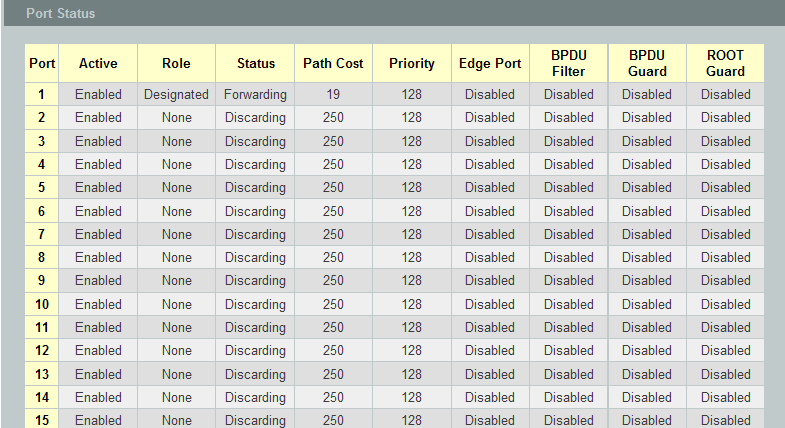 Port Status
Port Active Role Status Path Cost Priority Edge Port BPDU Filter BPDU Guard ROOT Guard
1 Enabled Designated Forwarding 19 128 Disabled Disabled Disabled Disabled
2 Enabled None Discarding 250 128 Disabled Disabled Disabled Disabled
3 Enabled None Discarding 250 128 Disabled Disabled Disabled Disabled
4 Enabled None Discarding 250 128 Disabled Disabled Disabled Disabled
5 Enabled None Discarding 250 128 Disabled Disabled Disabled Disabled
6 Enabled None Discarding 250 128 Disabled Disabled Disabled Disabled
7 Enabled None Discarding 250 128 Disabled Disabled Disabled Disabled
8 Enabled None Discarding 250 128 Disabled Disabled Disabled Disabled
9 Enabled None Discarding 250 128 Disabled Disabled Disabled Disabled
10 Enabled None Discarding 250 128 Disabled Disabled Disabled Disabled
11 Enabled None Discarding 250 128 Disabled Disabled Disabled Disabled
12 Enabled None Discarding 250 128 Disabled Disabled Disabled Disabled
13 Enabled None Discarding 250 128 Disabled Disabled Disabled Disabled
14 Enabled None Discarding 250 128 Disabled Disabled Disabled Disabled
15 Enabled None Discarding 250 128 Disabled Disabled Disabled Disabled